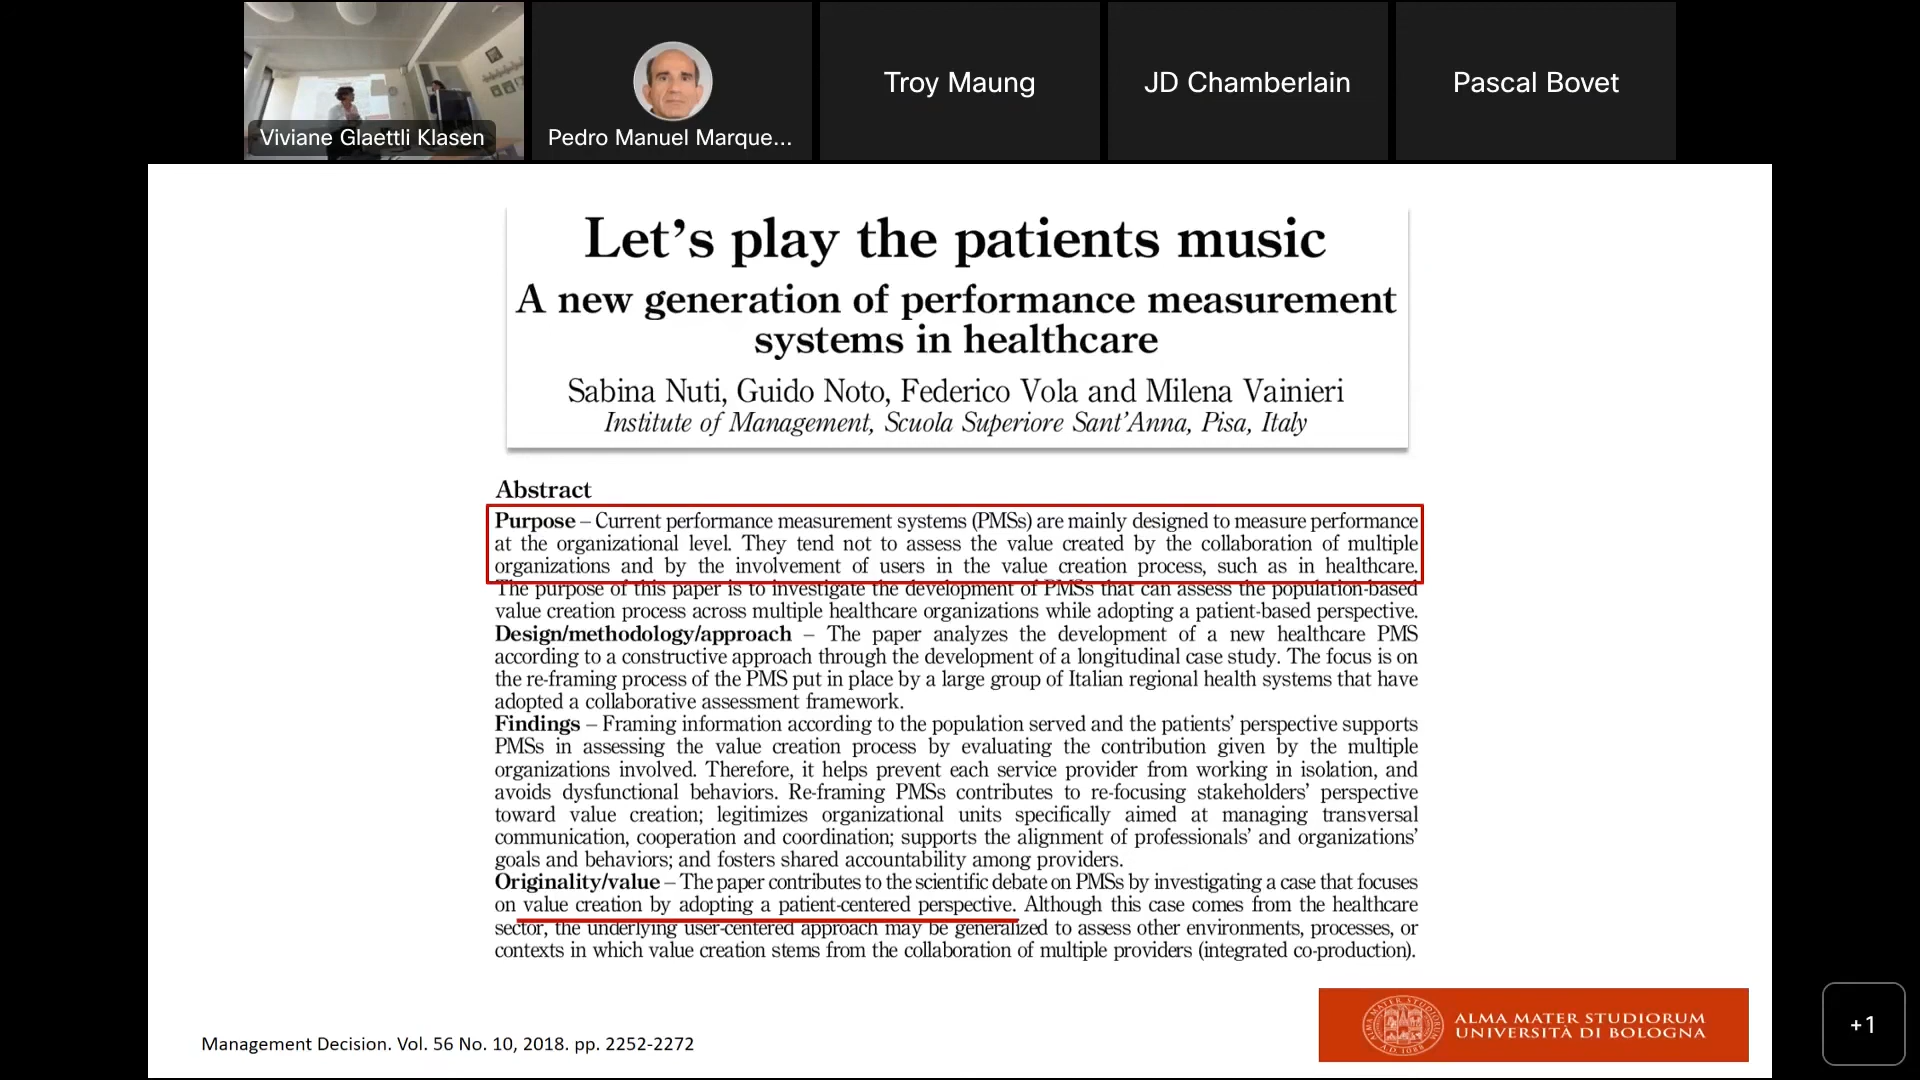 Viviane Glaettli Klasen
Pedro Manuel Marque...
Troy Maung
JD Chamberlain
Pascal Bovet
Let's play the patients music
A new generation of performance measurement
systems in healthcare
Sabina Nuti, Guido Noto, Federico Vola and Milena Vainieri
Institute of Management, Scuola Superiore Sant'Anna, Pisa, Italy
Abstract
Purpose – Current performance measurement systems (PMSs) are mainly designed to measure performance
at the organizational level. They tend not to assess the value created by the collaboration of multiple
organizations and by the involvement of users in the value creation process, such as in healthcare.
The purpose of this paper is to investigate the development of PMSs that can assess the population-based
value creation process across multiple healthcare organizations while adopting a patient-based perspective.
Design/methodology/approach – The paper analyzes the development of a new healthcare PMS
according to a constructive approach through the development of a longitudinal case study. The focus is on
the re-framing process of the PMS put in place by a large group of Italian regional health systems that have
adopted a collaborative assessment framework.
Findings – Framing information according to the population served and the patients' perspective supports
PMSs in assessing the value creation process by evaluating the contribution given by the multiple
organizations involved. Therefore, it helps prevent each service provider from working in isolation, and
avoids dysfunctional behaviors. Re-framing PMSs contributes to re-focusing stakeholders' perspective
toward value creation; legitimizes organizational units specifically aimed at managing transversal
communication, cooperation and coordination; supports the alignment of professionals' and organizations'
goals and behaviors; and fosters shared accountability among providers.
Originality/value – The paper contributes to the scientific debate on PMSs by investigating a case that focuses
on value creation by adopting a patient-centered perspective. Although this case comes from the healthcare
sector, the underlying user-centered approach may be generalized to assess other environments, processes, or
contexts in which value creation stems from the collaboration of multiple providers (integrated co-production).
ALMA MATER STUDIORUM
UNIVERSITÀ DI BOLOGNA
Management Decision. Vol. 56 No. 10, 2018. pp. 2252-2272
+1